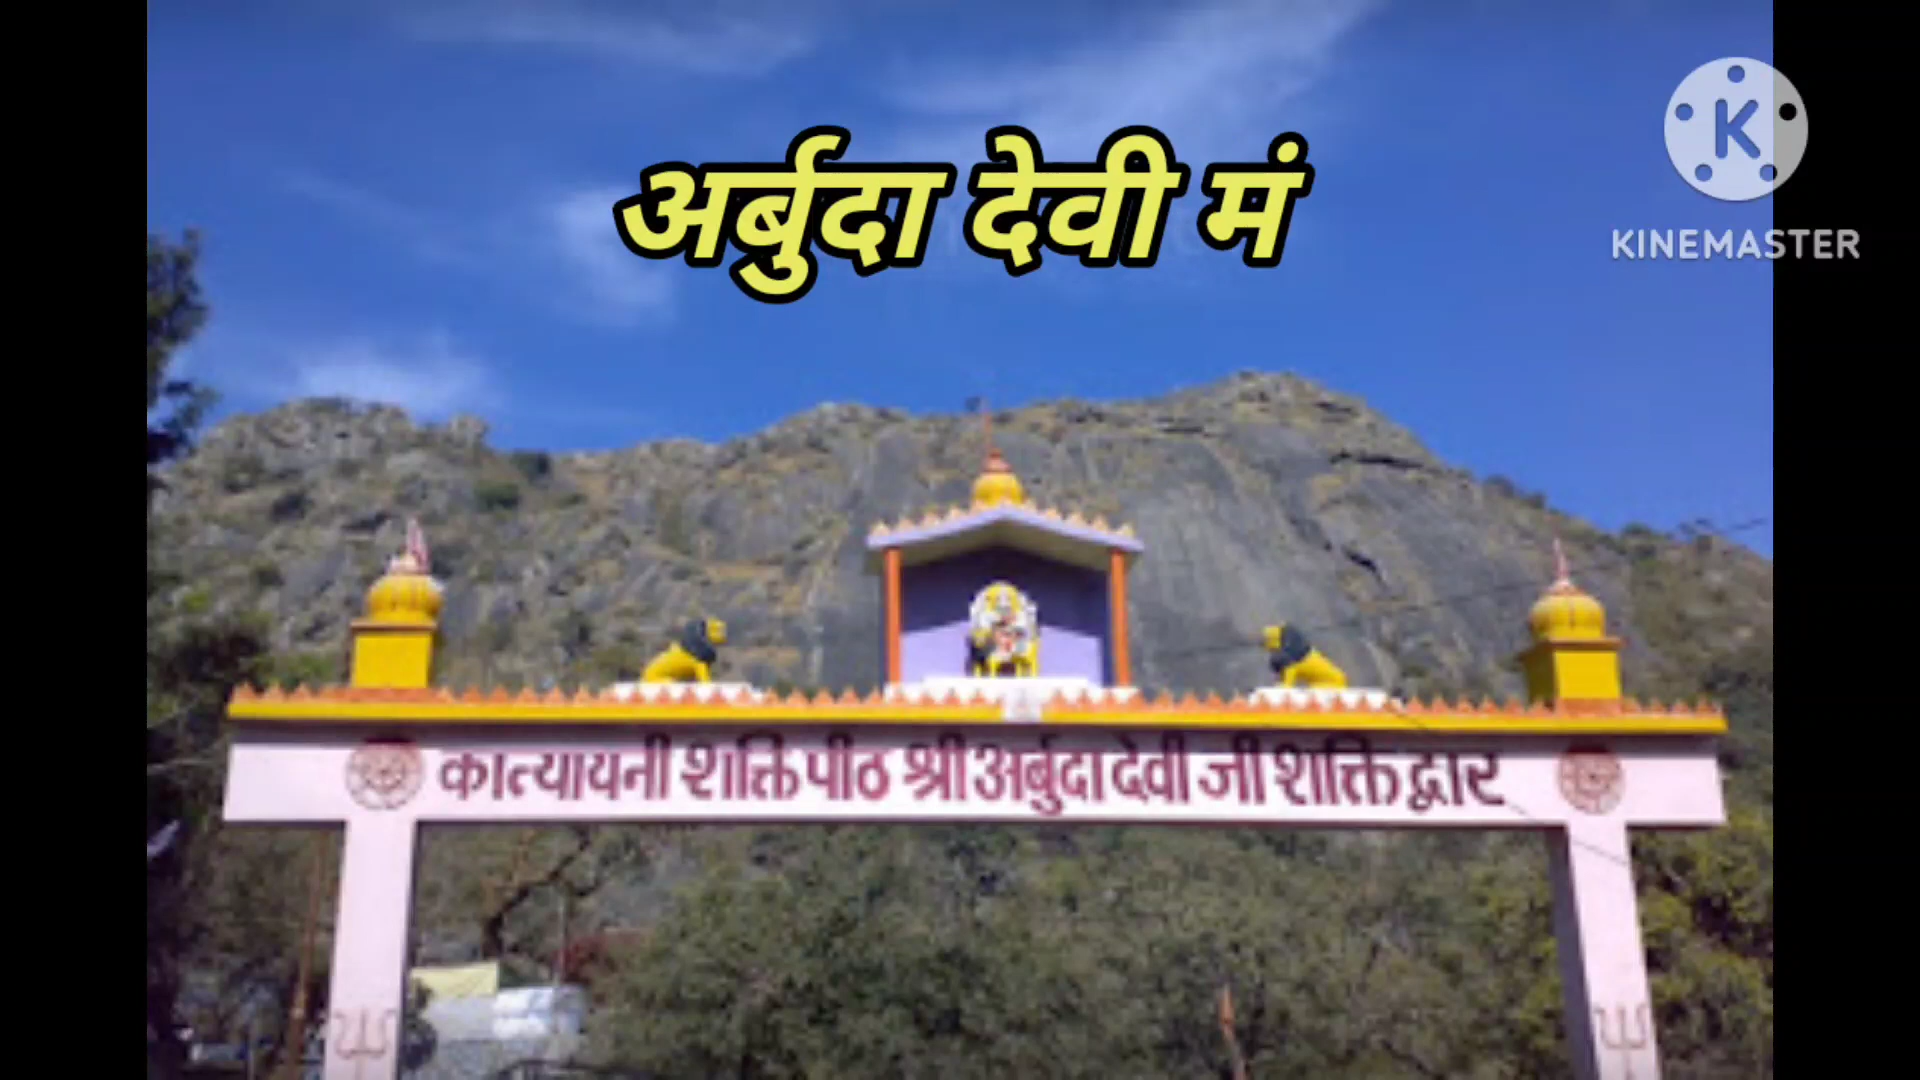 अर्बुदा देवी मं
K
KINEMASTER
कात्यायनी शक्ति पीठ श्री अर्बुदा देवी जी शक्ति द्वार